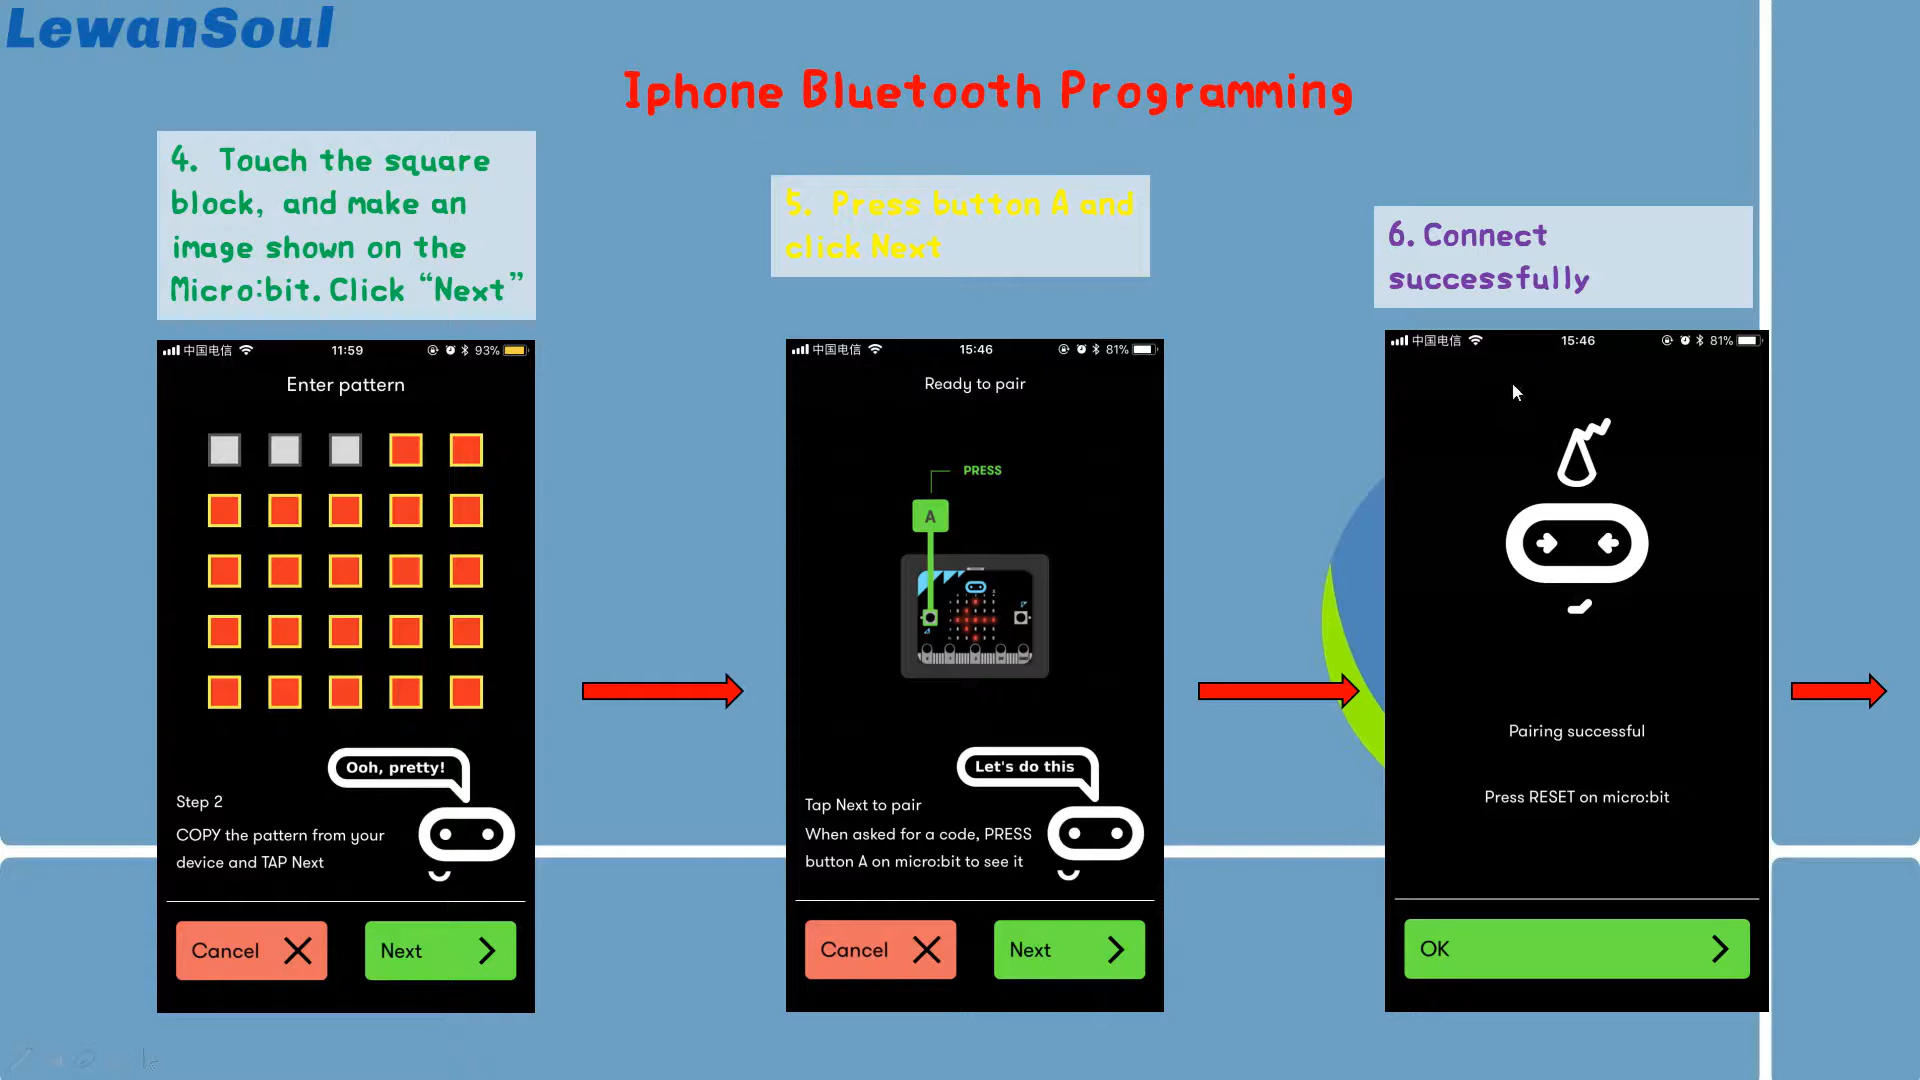 LewanSoul
Iphone Bluetooth Programming
4. Touch the square
block, and make an
image shown on the
Micro:bit. Click “Next”
中国电信
11:59
93%
Enter pattern
Ooh, pretty!
Step 2
COPY the pattern from your
device and TAP Next
Cancel
Next
5. Press button A and
click Next
中国电信
15:46
81%
Ready to pair
PRESS
A
Let's do this
Tap Next to pair
When asked for a code, PRESS
button A on micro:bit to see it
Cancel
Next
6. Connect
successfully
中国电信
15:46
81%
Pairing successful
Press RESET on micro:bit
OK